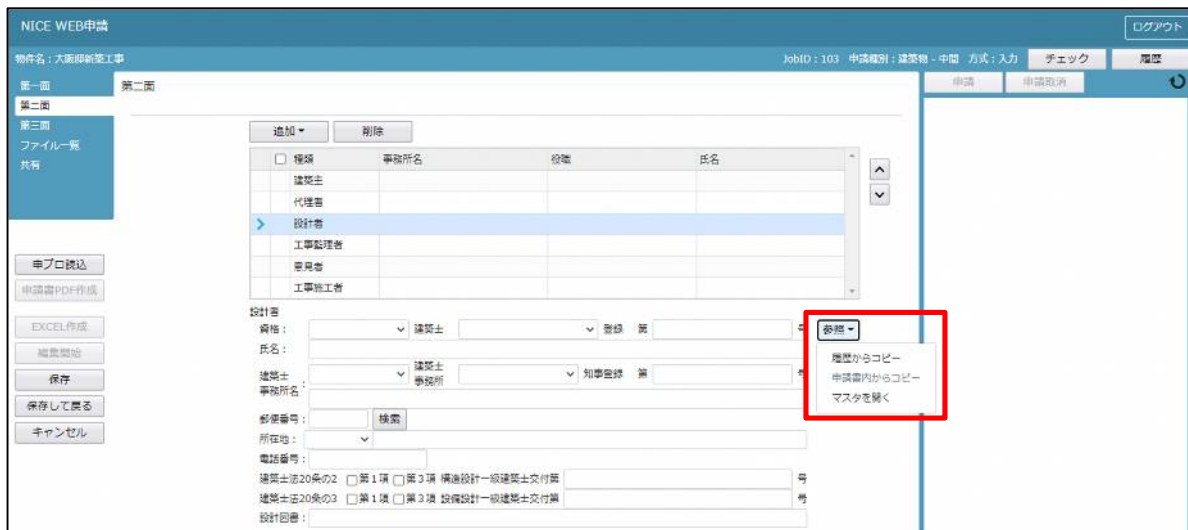 NICE WEB申請
ログアウト
物件名：大阪邸新築工事
JobID：103 申請種別：建築物 - 中間 方式：入力
チェック
履歴
申請
申請取消
第一面
第二面
第三面
ファイル一覧
共有
第二面
追加
削除
種類 事務所名 役職 氏名
建築主
代理者
設計者
工事監理者
意見者
工事施工者
申プロ読込
申請書PDF作成
EXCEL作成
編集開始
保存
保存して戻る
キャンセル
設計者
資格： 建築士 登録 第 号
参照
氏名：
履歴からコピー
申請書内からコピー
マスタを開く
建築士事務所名： 建築士事務所 知事登録 第 号
郵便番号： 検索
所在地：
電話番号：
建築士法20条の2 第1項 第3項 構造設計一級建築士交付第 号
建築士法20条の3 第1項 第3項 設備設計一級建築士交付第 号
設計図書：